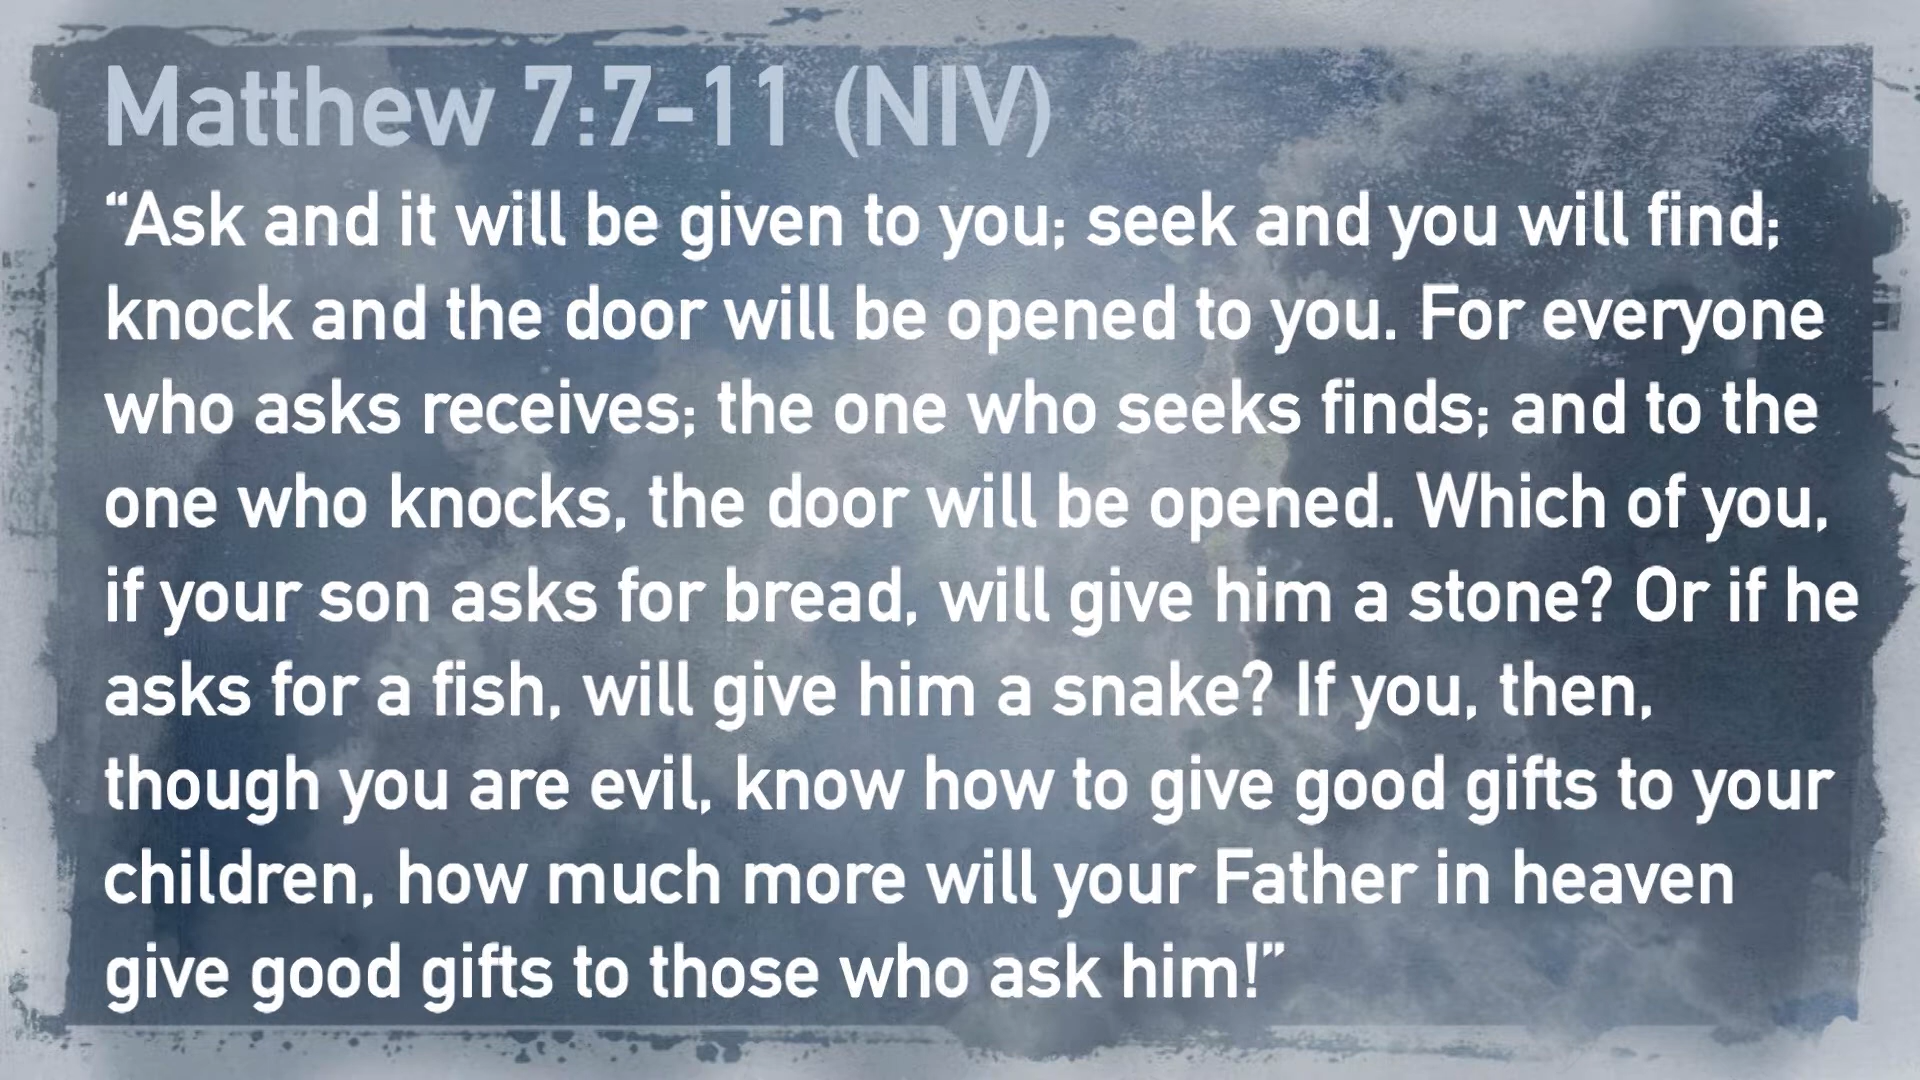 Matthew 7:7-11 (NIV)
“Ask and it will be given to you; seek and you will find;
knock and the door will be opened to you. For everyone
who asks receives; the one who seeks finds; and to the
one who knocks, the door will be opened. Which of you,
if your son asks for bread, will give him a stone? Or if he
asks for a fish, will give him a snake? If you, then,
though you are evil, know how to give good gifts to your
children, how much more will your Father in heaven
give good gifts to those who ask him!”